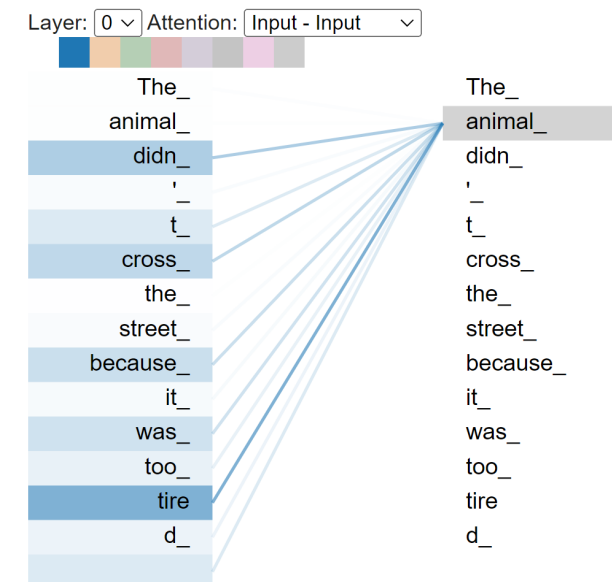 Layer: 0 Attention: Input - Input
The_ The_
animal_ animal_
didn_ didn_
'_ '_
t_ t_
cross_ cross_
the_ the_
street_ street_
because_ because_
it_ it_
was_ was_
too_ too_
tire tire
d_ d_